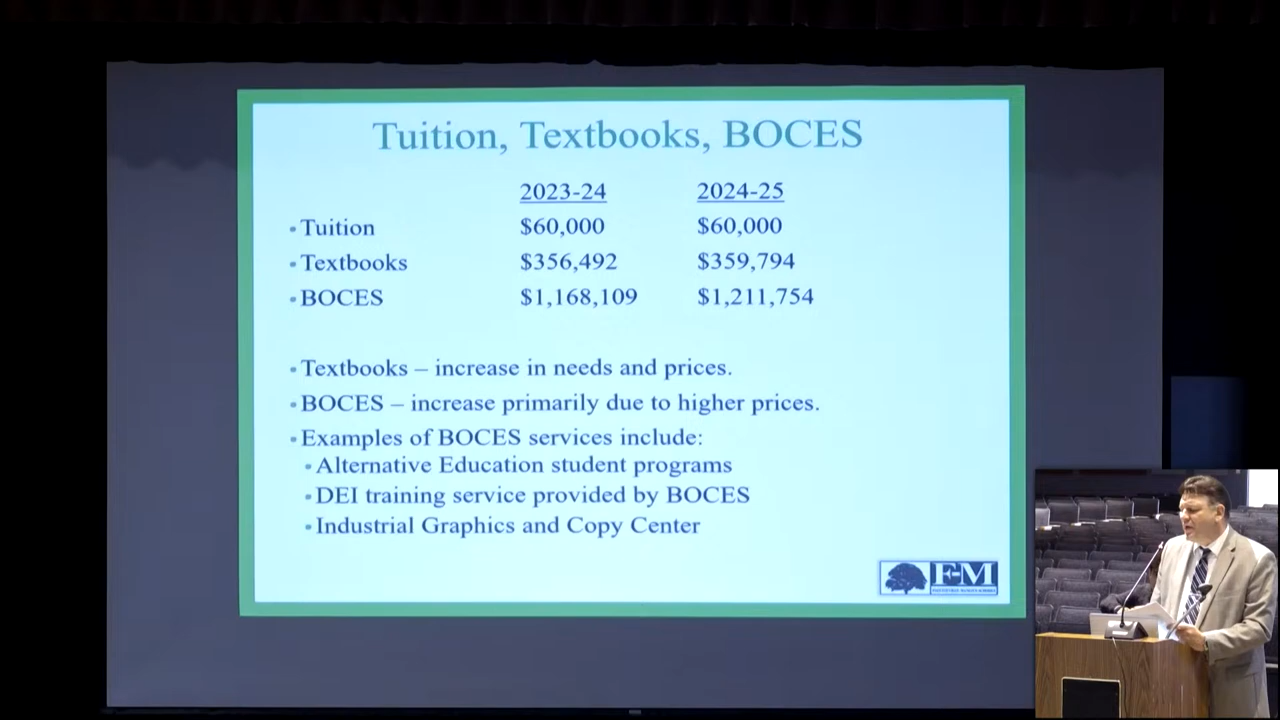 Tuition, Textbooks, BOCES
2023-24 2024-25
• Tuition $60,000 $60,000
• Textbooks $356,492 $359,794
• BOCES $1,168,109 $1,211,754
• Textbooks – increase in needs and prices.
• BOCES – increase primarily due to higher prices.
• Examples of BOCES services include:
• Alternative Education student programs
• DEI training service provided by BOCES
• Industrial Graphics and Copy Center
F-M